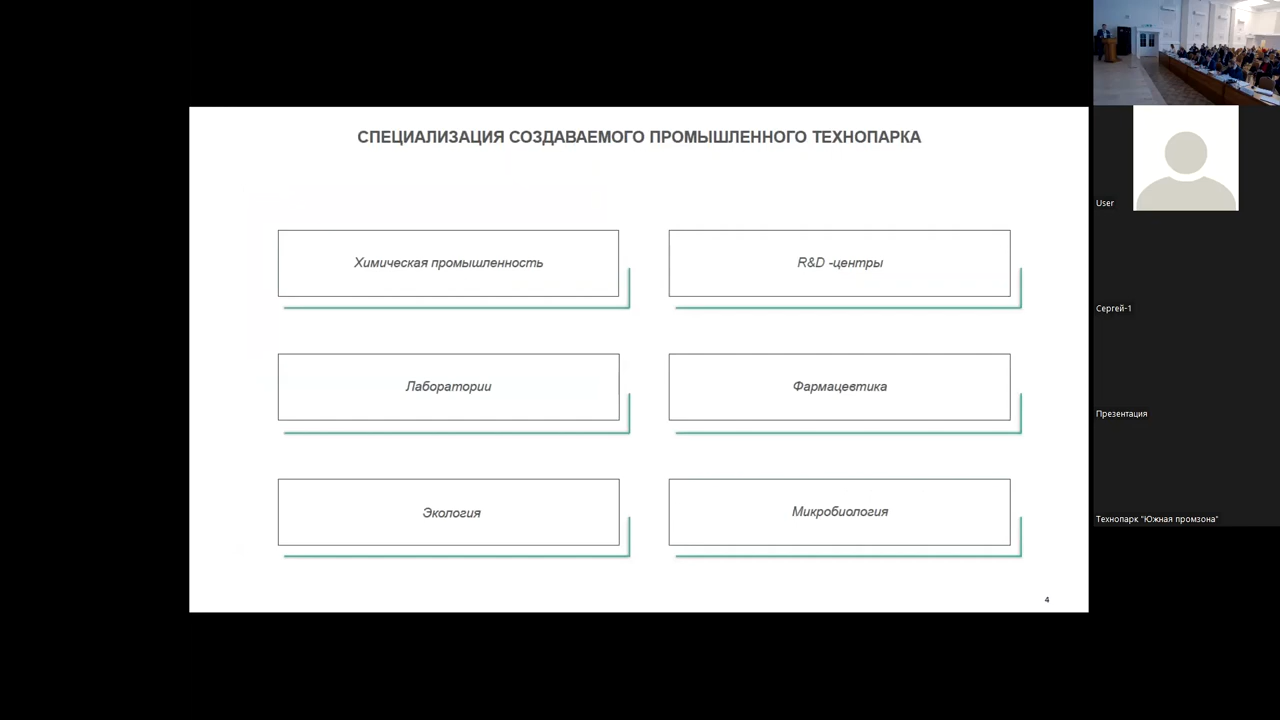 СПЕЦИАЛИЗАЦИЯ СОЗДАВАЕМОГО ПРОМЫШЛЕННОГО ТЕХНОПАРКА
Химическая промышленность
R&D -центры
Лаборатории
Фармацевтика
Экология
Микробиология
4
User
Сергей-1
Презентация
Технопарк "Южная промзона"